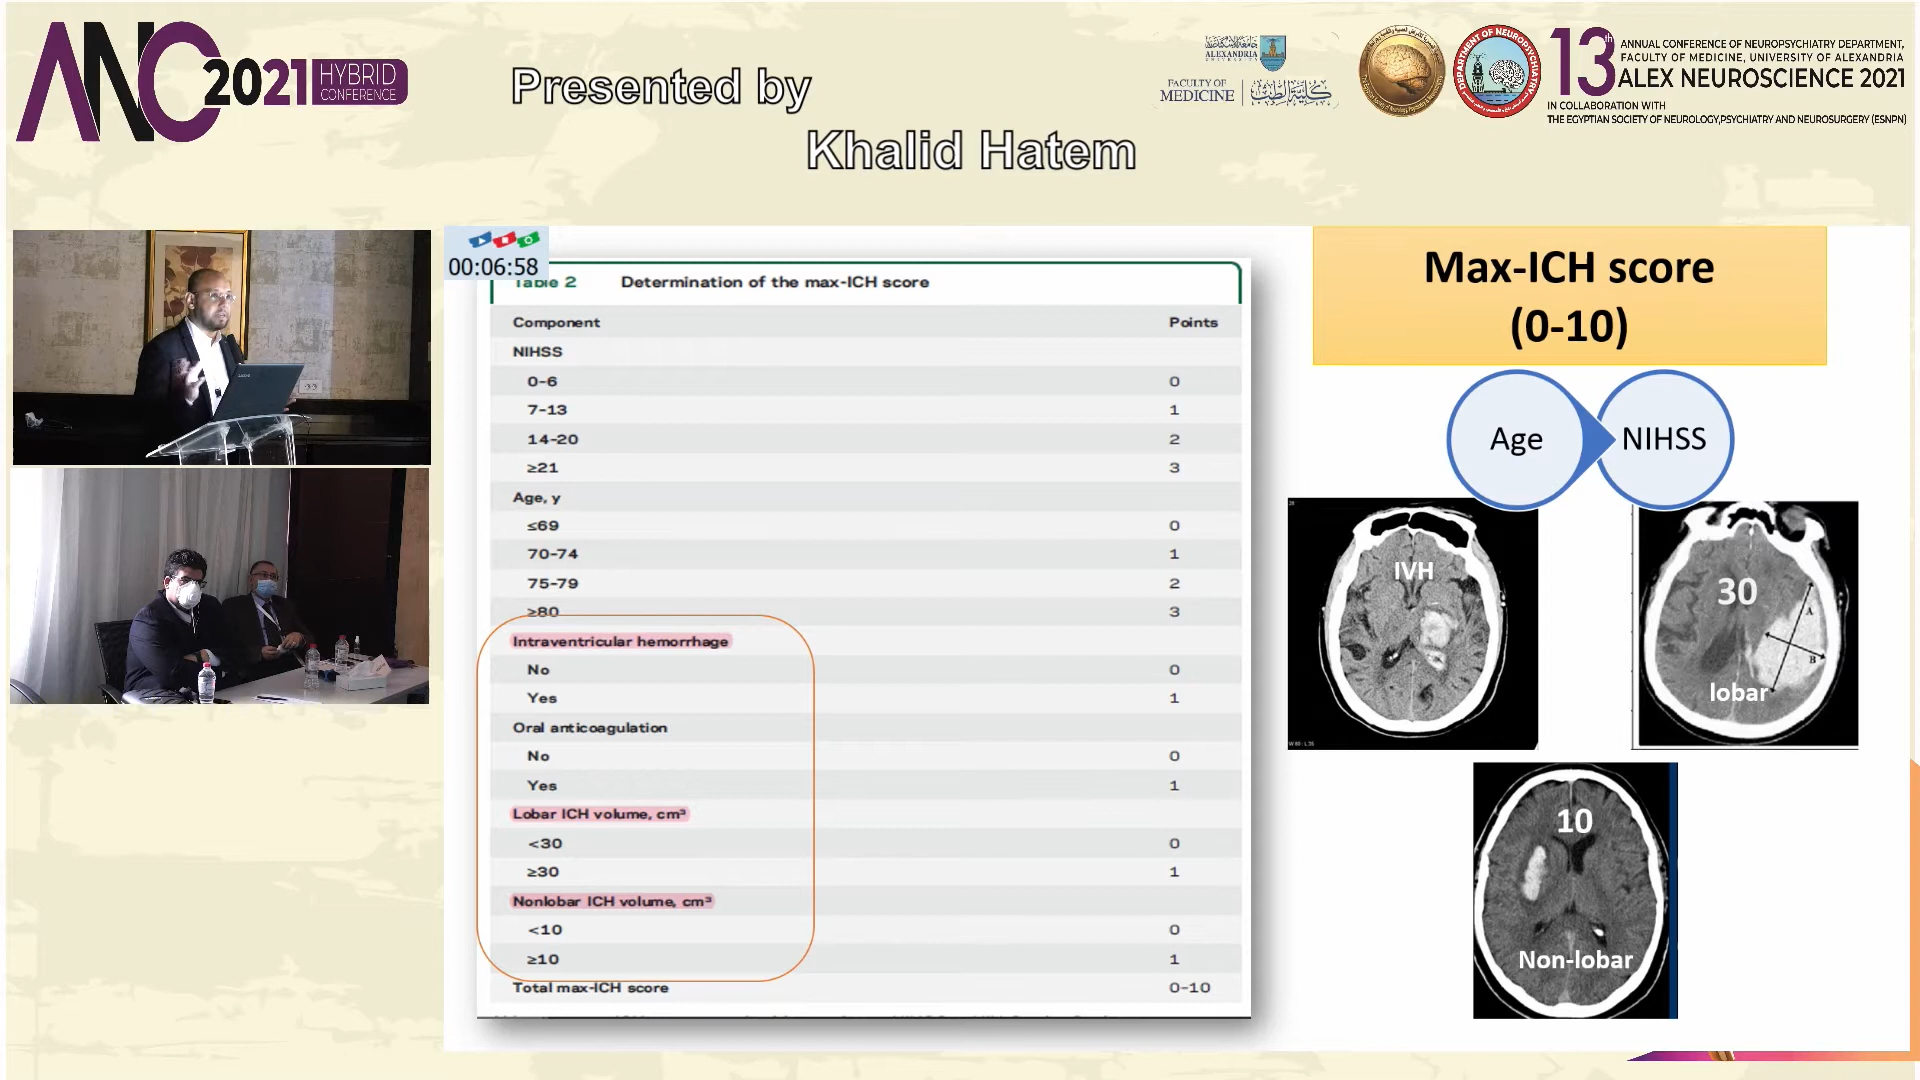 ANC 2021 HYBRID
CONFERENCE
Presented by
Khalid Hatem
ALEXANDRIA
UNIVERSITY
FACULTY OF
MEDICINE
كلية الطب
DEPARTMENT OF NEUROPSYCHIATRY
13th
ANNUAL CONFERENCE OF NEUROPSYCHIATRY DEPARTMENT,
FACULTY OF MEDICINE, UNIVERSITY OF ALEXANDRIA
ALEX NEUROSCIENCE 2021
IN COLLABORATION WITH
THE EGYPTIAN SOCIETY OF NEUROLOGY,PSYCHIATRY AND NEUROSURGERY (ESNPN)
00:06:58
Table 2 Determination of the max-ICH score
Component Points
NIHSS
0-6 0
7-13 1
14-20 2
≥21 3
Age, y
≤69 0
70-74 1
75-79 2
≥80 3
Intraventricular hemorrhage
No 0
Yes 1
Oral anticoagulation
No 0
Yes 1
Lobar ICH volume, cm³
<30 0
≥30 1
Nonlobar ICH volume, cm³
<10 0
≥10 1
Total max-ICH score 0-10
Max-ICH score
(0-10)
Age NIHSS
IVH
30
A
B
lobar
10
Non-lobar